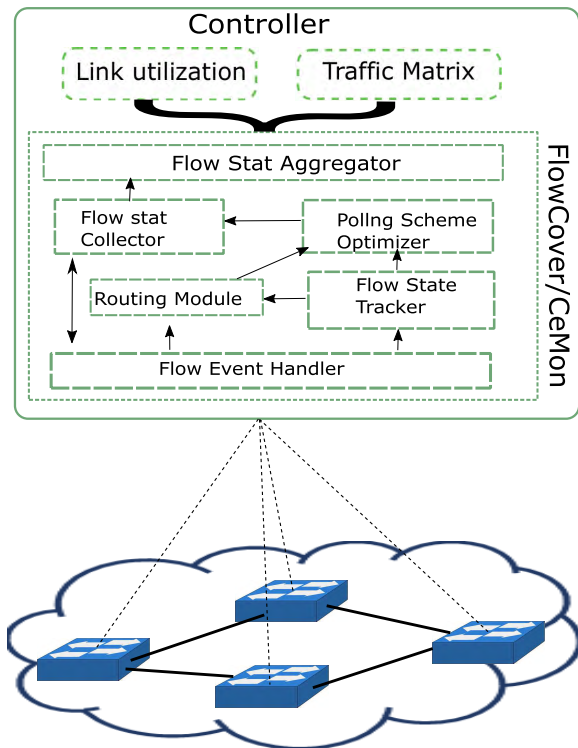 Controller
Link utilization
Traffic Matrix
Flow Stat Aggregator
Flow stat
Collector
Pollng Scheme
Optimizer
Routing Module
Flow State
Tracker
Flow Event Handler
FlowCover/CeMon